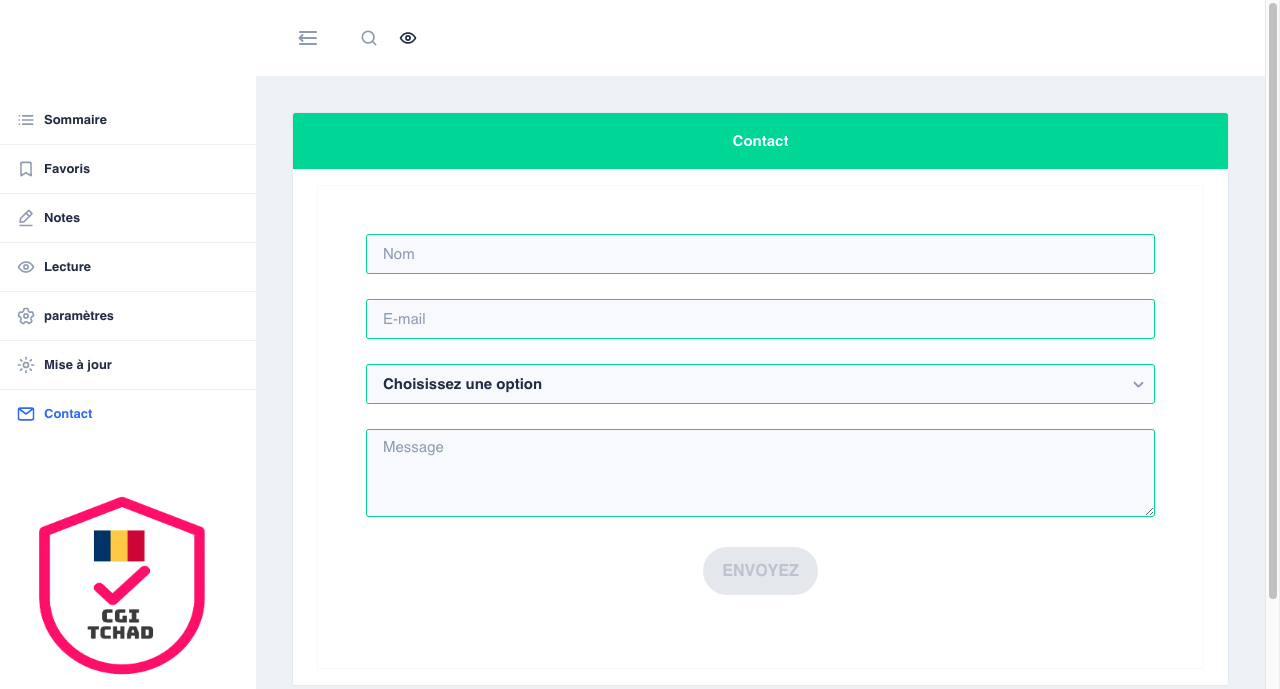 Sommaire
Favoris
Notes
Lecture
paramètres
Mise à jour
Contact
CGI
TCHAD
Contact
Nom
E-mail
Choisissez une option
Message
ENVOYEZ